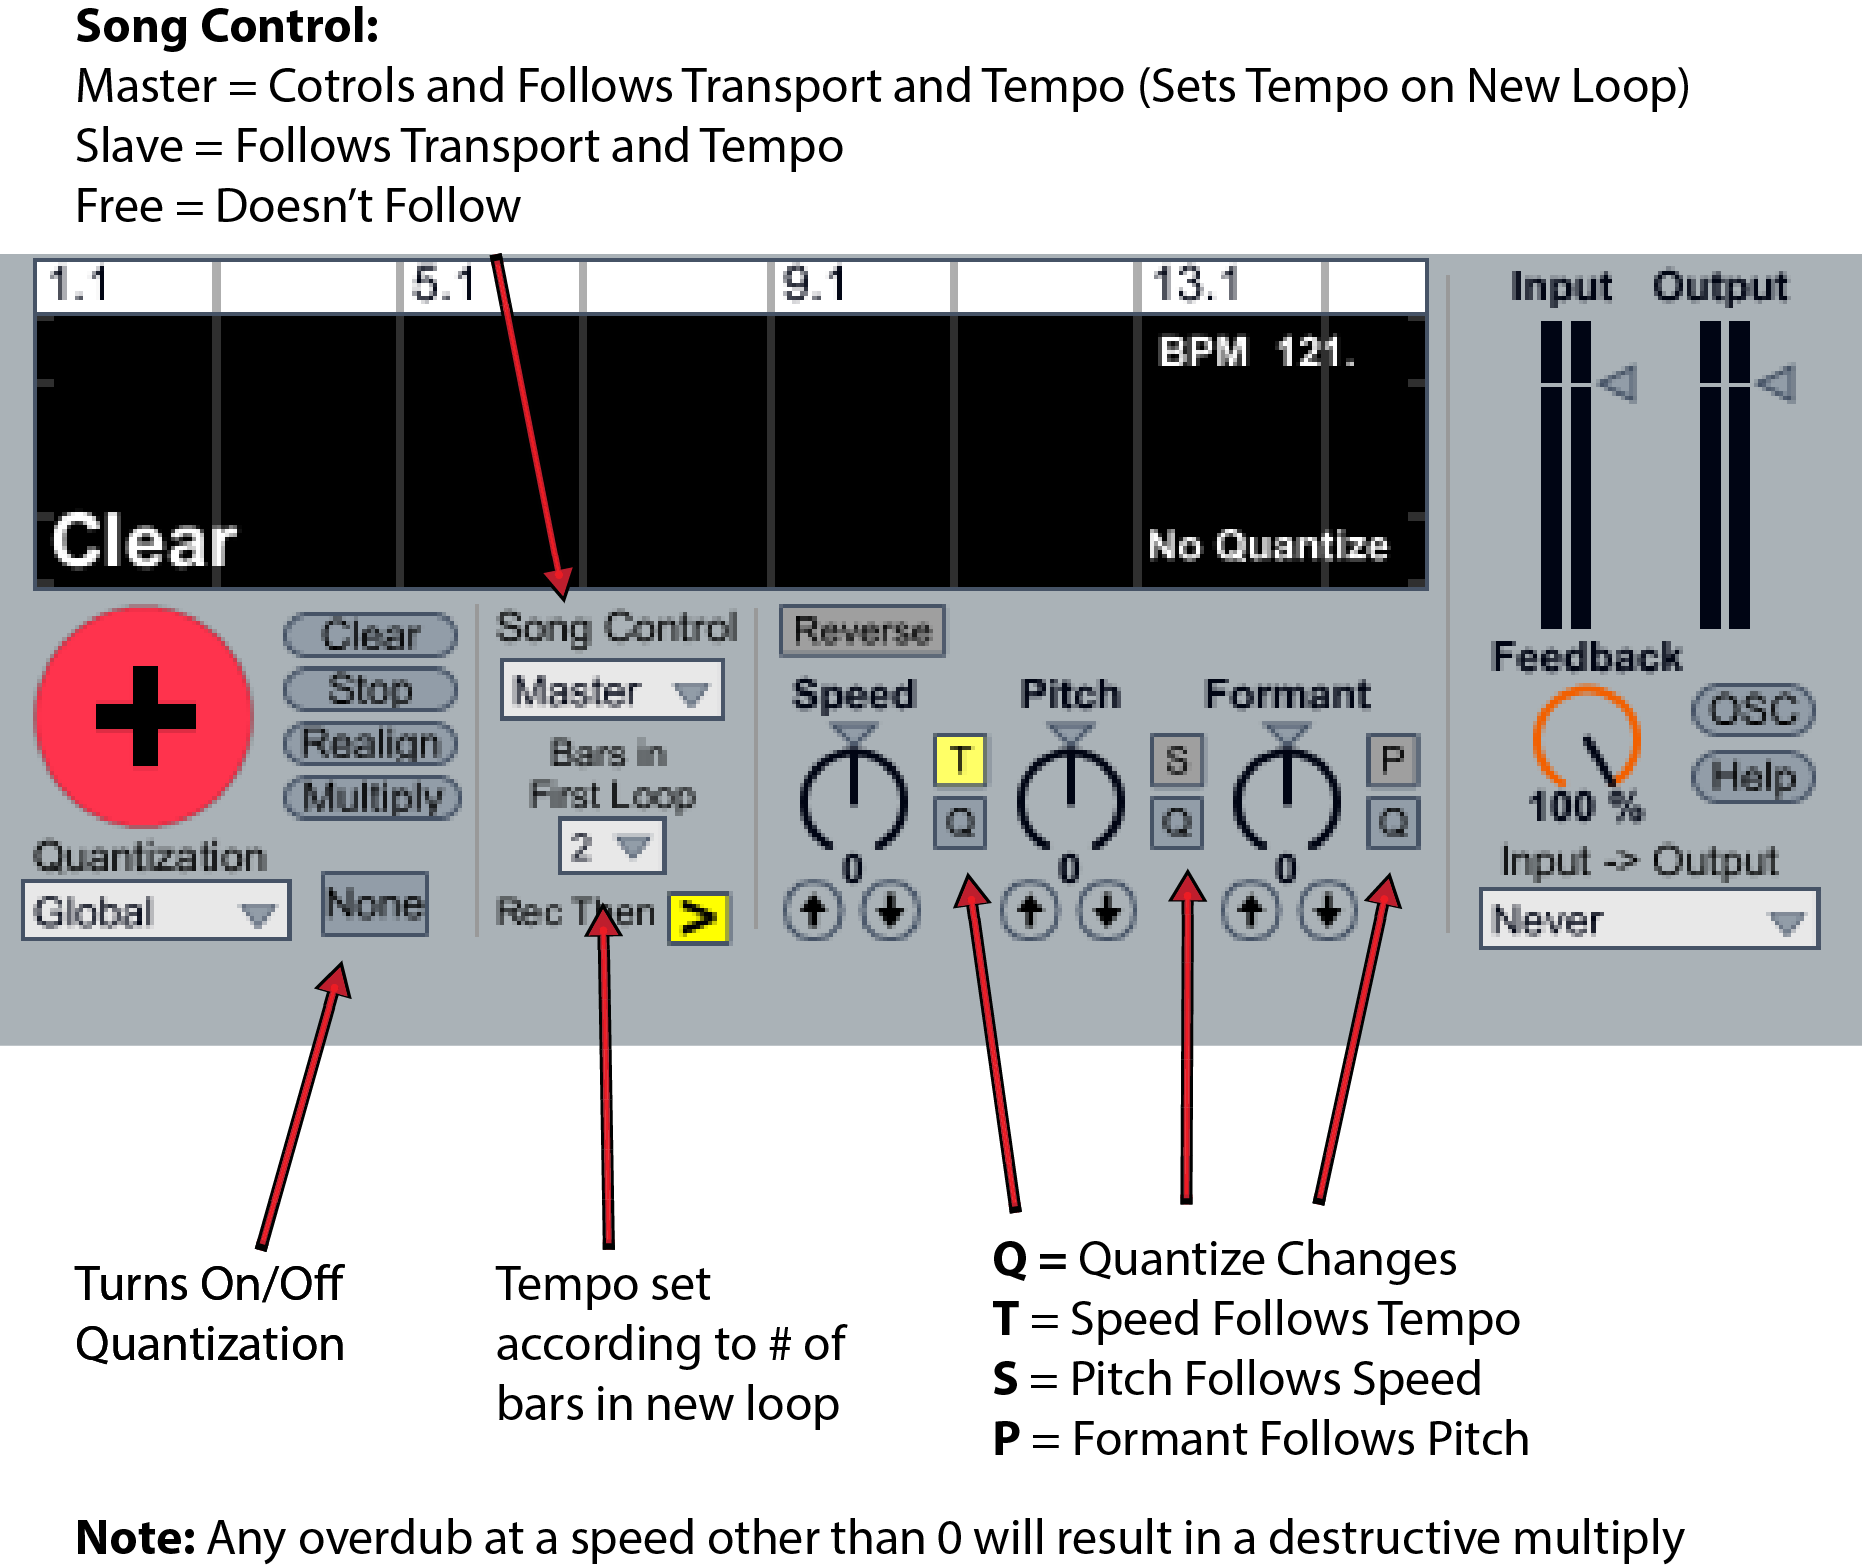 Song Control:
Master = Cotrols and Follows Transport and Tempo (Sets Tempo on New Loop)
Slave = Follows Transport and Tempo
Free = Doesn't Follow
1.1 5.1 9.1 13.1
BPM 121.
Clear
No Quantize
Input Output
Clear
Stop
Realign
Multiply
Quantization
Global
None
Song Control
Master
Bars in
First Loop
2
Rec Then >
Reverse
Speed Pitch Formant
T S P
Q Q Q
0 0 0
Feedback
100 %
OSC
Help
Input -> Output
Never
Turns On/Off
Quantization
Tempo set
according to # of
bars in new loop
Q = Quantize Changes
T = Speed Follows Tempo
S = Pitch Follows Speed
P = Formant Follows Pitch
Note: Any overdub at a speed other than 0 will result in a destructive multiply